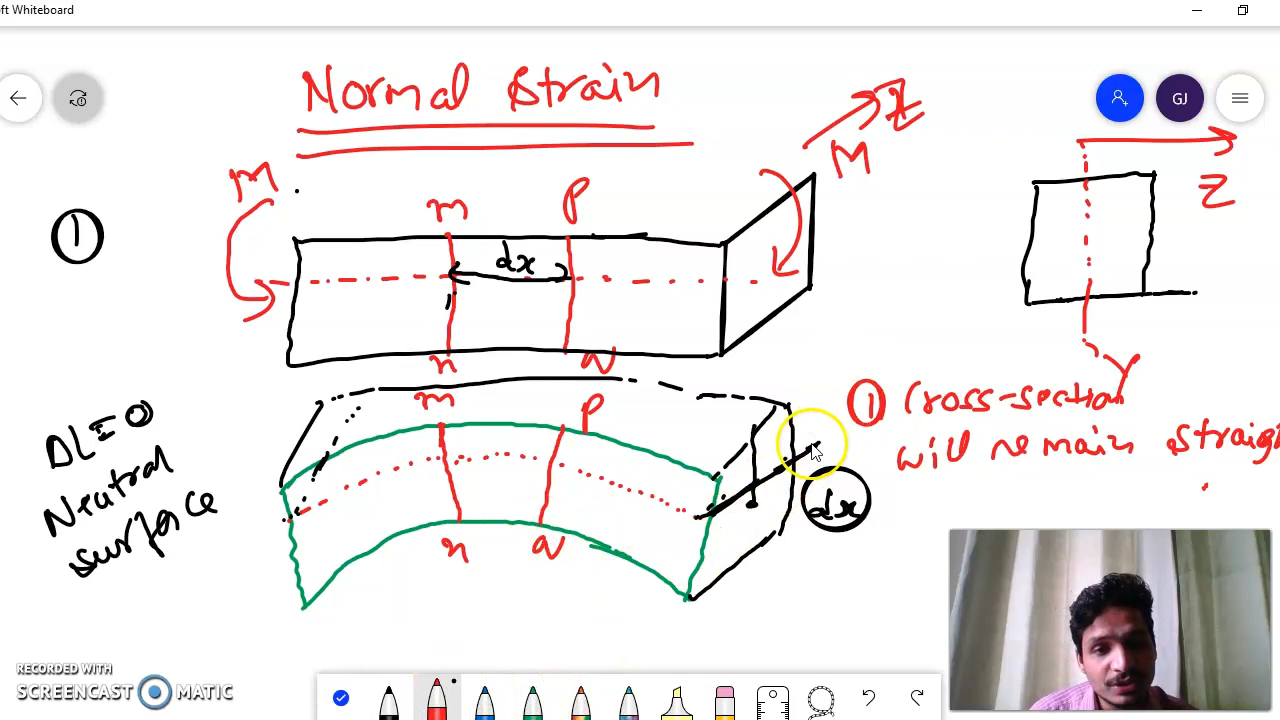 ft Whiteboard
Normal Strain
Z
M
M
GJ
①
m
P
Z
dx
n
q
Y
m
P
ΔL = 0
Neutral
surface
① Cross-section
will remain straigh
dx
n
q
RECORDED WITH
SCREENCAST MATIC